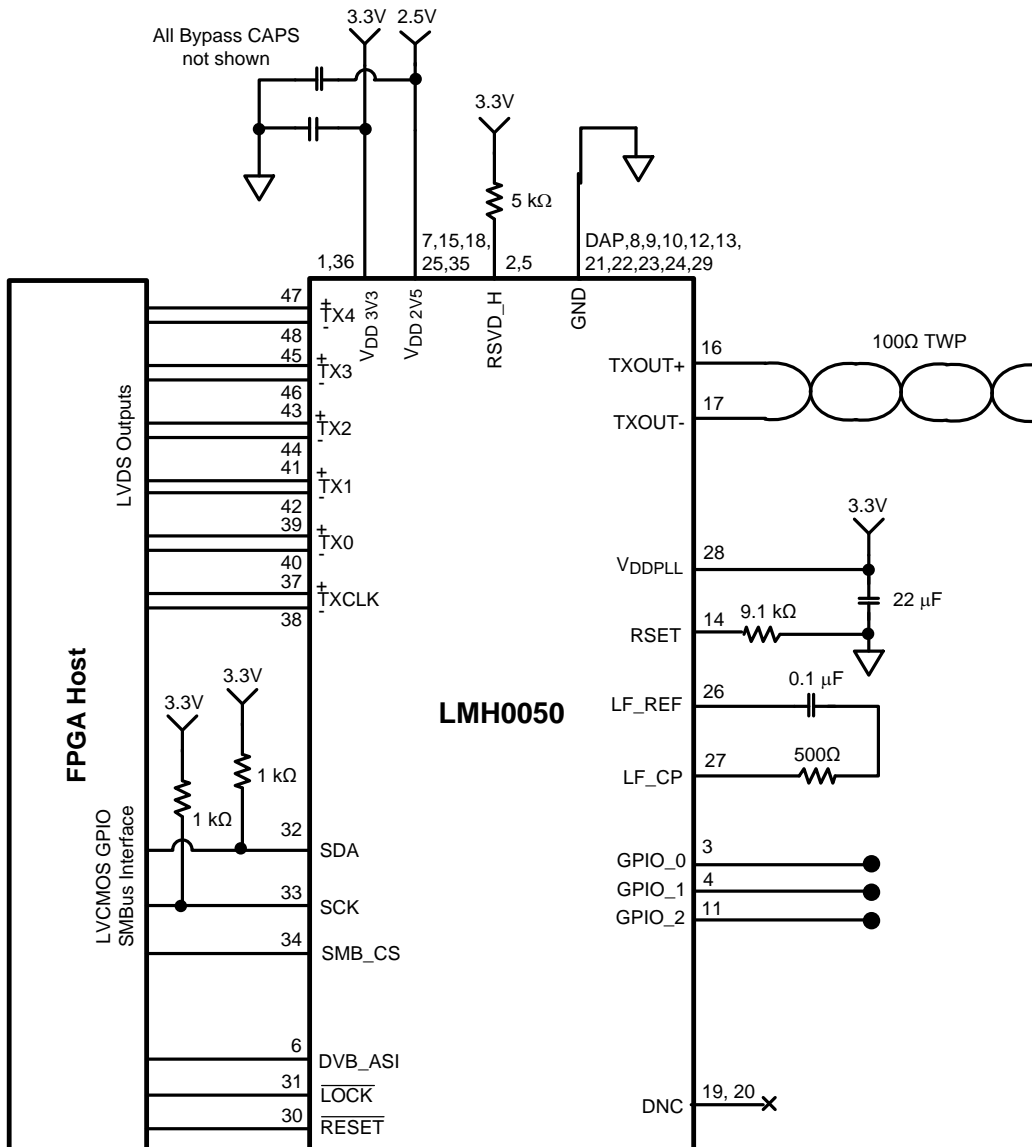 3.3V 2.5V
All Bypass CAPS
not shown
3.3V
5 kΩ
1,36
7,15,18,
25,35
2,5
DAP,8,9,10,12,13,
21,22,23,24,29
VDD 3V3
VDD 2V5
RSVD_H
GND
FPGA Host
LVDS Outputs
47
+
TX4
-
48
45
+
TX3
-
46
43
+
TX2
-
44
41
+
TX1
-
42
39
+
TX0
-
40
37
+
TXCLK
-
38
LVCMOS GPIO
SMBus Interface
3.3V
3.3V
1 kΩ
1 kΩ
32
SDA
33
SCK
34
SMB_CS
6
DVB_ASI
31
LOCK
30
RESET
LMH0050
TXOUT+
16
TXOUT-
17
100Ω TWP
3.3V
VDDPLL
28
22 μF
RSET
14
9.1 kΩ
LF_REF
26
0.1 μF
LF_CP
27
500Ω
GPIO_0
3
GPIO_1
4
GPIO_2
11
DNC
19, 20